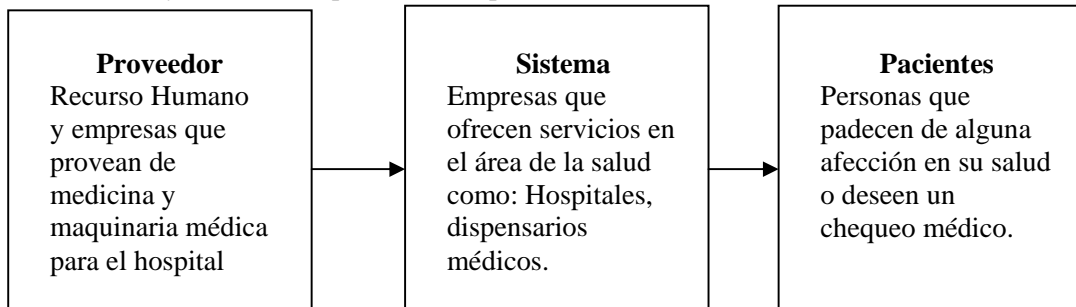 Proveedor
Recurso Humano
y empresas que
provean de
medicina y
maquinaria médica
para el hospital
Sistema
Empresas que
ofrecen servicios en
el área de la salud
como: Hospitales,
dispensarios
médicos.
Pacientes
Personas que
padecen de alguna
afección en su salud
o deseen un
chequeo médico.